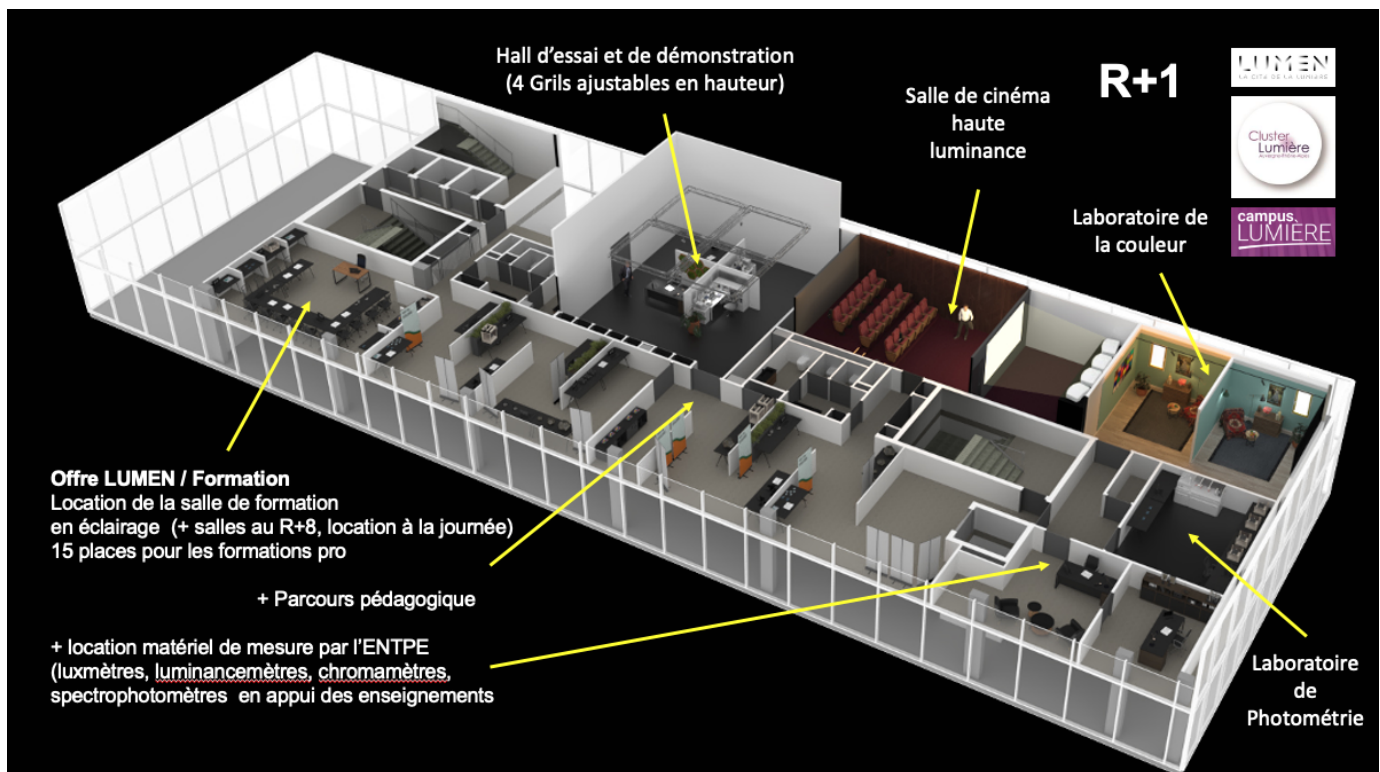 Hall d'essai et de démonstration
(4 Grils ajustables en hauteur)
Salle de cinéma
haute
luminance
R+1
LUMEN
LA CITÉ DE LA LUMIÈRE
Cluster
Lumière
Auvergne-Rhône-Alpes
campus
LUMIÈRE
Laboratoire de
la couleur
Offre LUMEN / Formation
Location de la salle de formation
en éclairage (+ salles au R+8, location à la journée)
15 places pour les formations pro
+ Parcours pédagogique
+ location matériel de mesure par l'ENTPE
(luxmètres, luminancemètres, chromamètres,
spectrophotomètres en appui des enseignements
Laboratoire
de
Photométrie